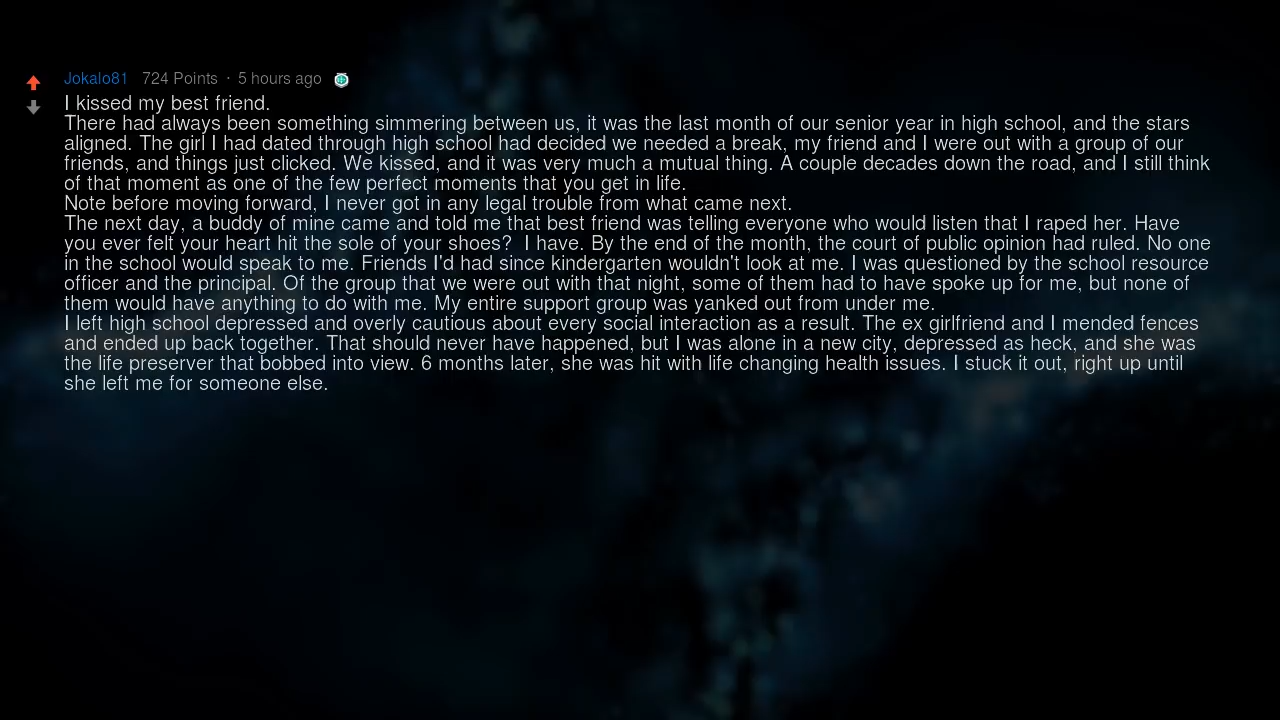 Jokalo81 724 Points · 5 hours ago
I kissed my best friend.
There had always been something simmering between us, it was the last month of our senior year in high school, and the stars
aligned. The girl I had dated through high school had decided we needed a break, my friend and I were out with a group of our
friends, and things just clicked. We kissed, and it was very much a mutual thing. A couple decades down the road, and I still think
of that moment as one of the few perfect moments that you get in life.
Note before moving forward, I never got in any legal trouble from what came next.
The next day, a buddy of mine came and told me that best friend was telling everyone who would listen that I raped her. Have
you ever felt your heart hit the sole of your shoes?  I have. By the end of the month, the court of public opinion had ruled. No one
in the school would speak to me. Friends I'd had since kindergarten wouldn't look at me. I was questioned by the school resource
officer and the principal. Of the group that we were out with that night, some of them had to have spoke up for me, but none of
them would have anything to do with me. My entire support group was yanked out from under me.
I left high school depressed and overly cautious about every social interaction as a result. The ex girlfriend and I mended fences
and ended up back together. That should never have happened, but I was alone in a new city, depressed as heck, and she was
the life preserver that bobbed into view. 6 months later, she was hit with life changing health issues. I stuck it out, right up until
she left me for someone else.